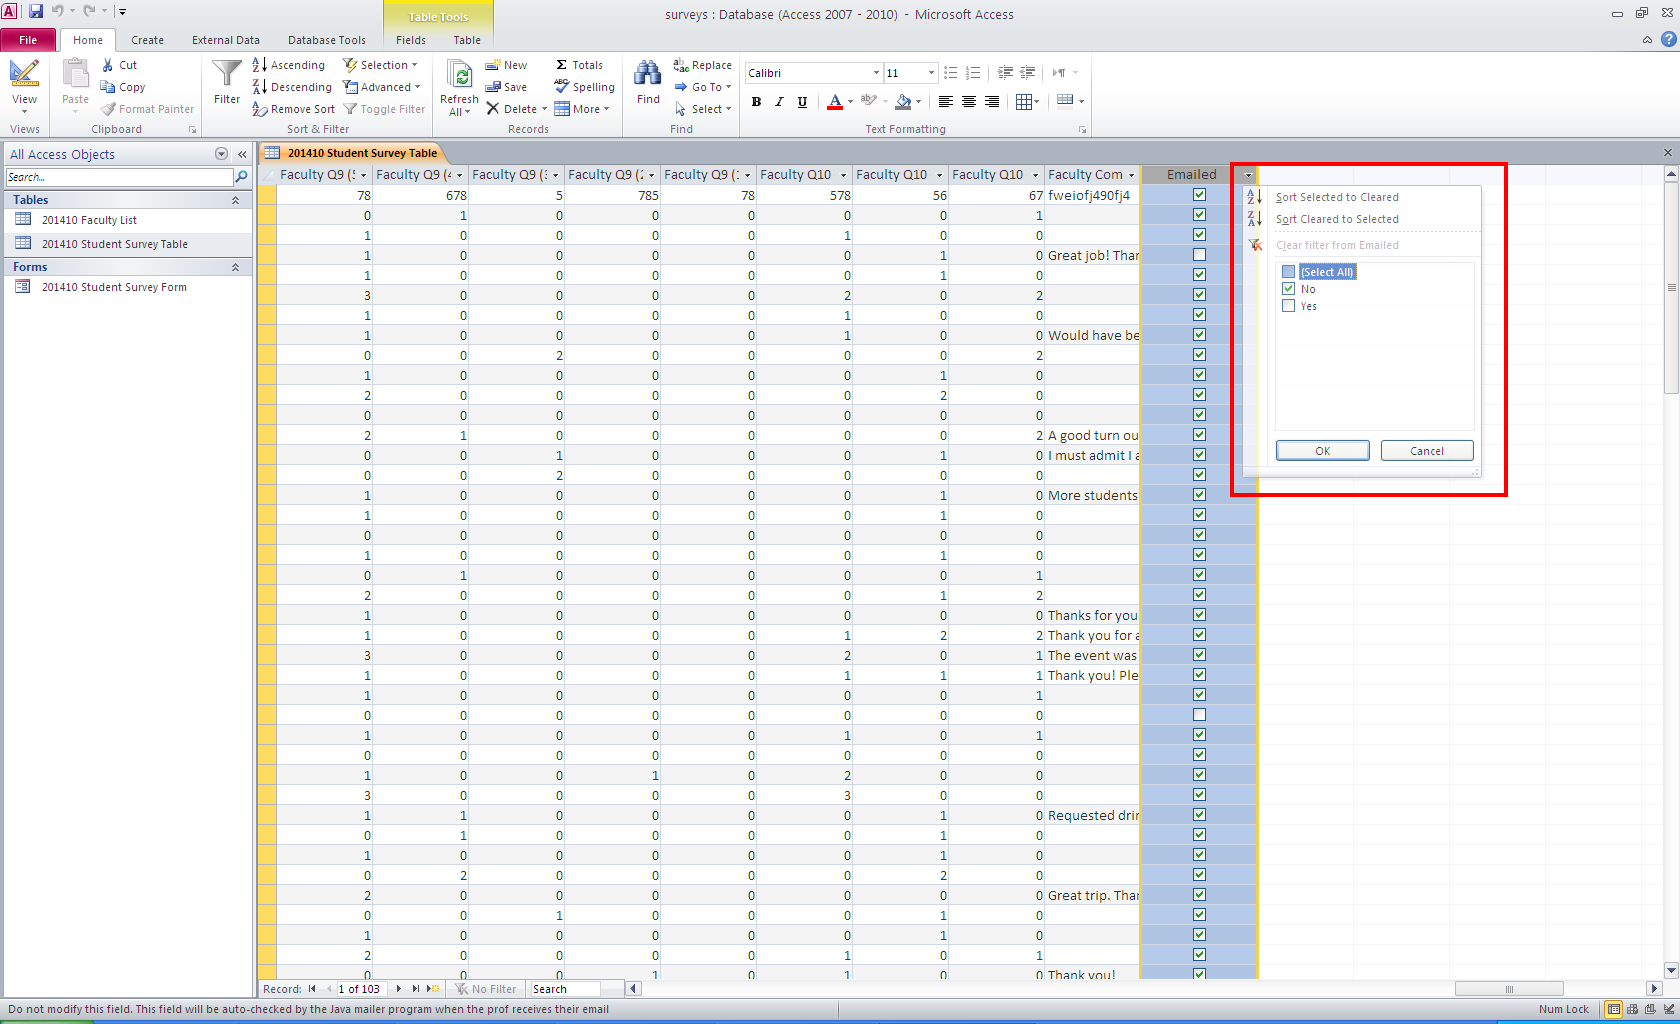 surveys : Database (Access 2007 - 2010) - Microsoft Access
Table Tools
File Home Create External Data Database Tools Fields Table
View Paste Cut Copy Format Painter Filter Ascending Descending Remove Sort Selection Advanced Toggle Filter Refresh All New Save Delete Totals Spelling More Find Replace Go To Select Calibri 11 B I U
Views Clipboard Sort & Filter Records Find Text Formatting
All Access Objects
Search...
Tables
201410 Faculty List
201410 Student Survey Table
Forms
201410 Student Survey Form
201410 Student Survey Table
Faculty Q9 (5 Faculty Q9 (4 Faculty Q9 (3 Faculty Q9 (2 Faculty Q9 (1 Faculty Q10 Faculty Q10 Faculty Q10 Faculty Com Emailed
78 678 5 785 78 578 56 67 fweiofj490fj4
0 1 0 0 0 0 0 1
1 0 0 0 0 1 0 0
1 0 0 0 0 0 1 0 Great job! Than
1 0 0 0 0 0 1 0
3 0 0 0 0 2 0 2
1 0 0 0 0 1 0 0
1 0 0 0 0 1 0 0 Would have be
0 0 2 0 0 0 0 2
1 0 0 0 0 0 1 0
2 0 0 0 0 0 2 0
0 0 0 0 0 0 0 0
2 1 0 0 0 0 0 2 A good turn ou
0 0 1 0 0 0 1 0 I must admit I a
0 0 2 0 0 0 0 0
1 0 0 0 0 0 1 0 More students
1 0 0 0 0 0 1 0
0 0 0 0 0 0 0 0
1 0 0 0 0 0 1 0
0 1 0 0 0 0 0 1
2 0 0 0 0 0 1 2
1 0 0 0 0 0 0 0 Thanks for you
1 0 0 0 0 1 2 2 Thank you for a
3 0 0 0 0 2 0 1 The event was
1 0 0 0 0 1 1 1 Thank you! Ple
1 0 0 0 0 0 0 1
0 0 0 0 0 0 0 0
1 0 0 0 0 1 0 1
0 0 0 0 0 0 0 0
1 0 0 1 0 2 0 0
3 0 0 0 0 3 0 0
1 1 0 0 0 0 1 0 Requested drin
0 1 0 0 0 0 1 0
1 0 0 0 0 0 1 0
0 2 0 0 0 0 2 0
2 0 0 0 0 0 0 0 Great trip. Than
0 0 1 0 0 0 1 0
1 0 0 0 0 0 1 0
2 0 0 0 0 1 0 1
0 0 0 1 0 1 0 0 Thank you!
Sort Selected to Cleared
Sort Cleared to Selected
Clear filter from Emailed
(Select All)
No
Yes
OK Cancel
Record: 1 of 103 No Filter Search
Do not modify this field. This field will be auto-checked by the Java mailer program when the prof receives their email Num Lock